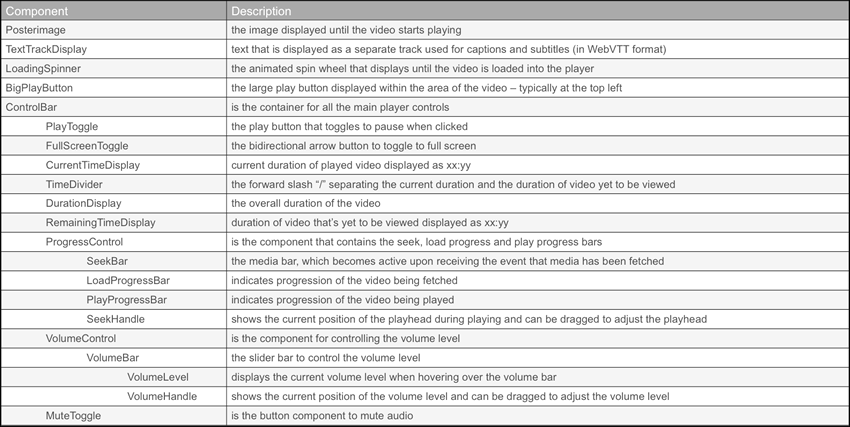 Component Description
Posterimage the image displayed until the video starts playing
TextTrackDisplay text that is displayed as a separate track used for captions and subtitles (in WebVTT format)
LoadingSpinner the animated spin wheel that displays until the video is loaded into the player
BigPlayButton the large play button displayed within the area of the video – typically at the top left
ControlBar is the container for all the main player controls
PlayToggle the play button that toggles to pause when clicked
FullScreenToggle the bidirectional arrow button to toggle to full screen
CurrentTimeDisplay current duration of played video displayed as xx:yy
TimeDivider the forward slash “/” separating the current duration and the duration of video yet to be viewed
DurationDisplay the overall duration of the video
RemainingTimeDisplay duration of video that’s yet to be viewed displayed as xx:yy
ProgressControl is the component that contains the seek, load progress and play progress bars
SeekBar the media bar, which becomes active upon receiving the event that media has been fetched
LoadProgressBar indicates progression of the video being fetched
PlayProgressBar indicates progression of the video being played
SeekHandle shows the current position of the playhead during playing and can be dragged to adjust the playhead
VolumeControl is the component for controlling the volume level
VolumeBar the slider bar to control the volume level
VolumeLevel displays the current volume level when hovering over the volume bar
VolumeHandle shows the current position of the volume level and can be dragged to adjust the volume level
MuteToggle is the button component to mute audio